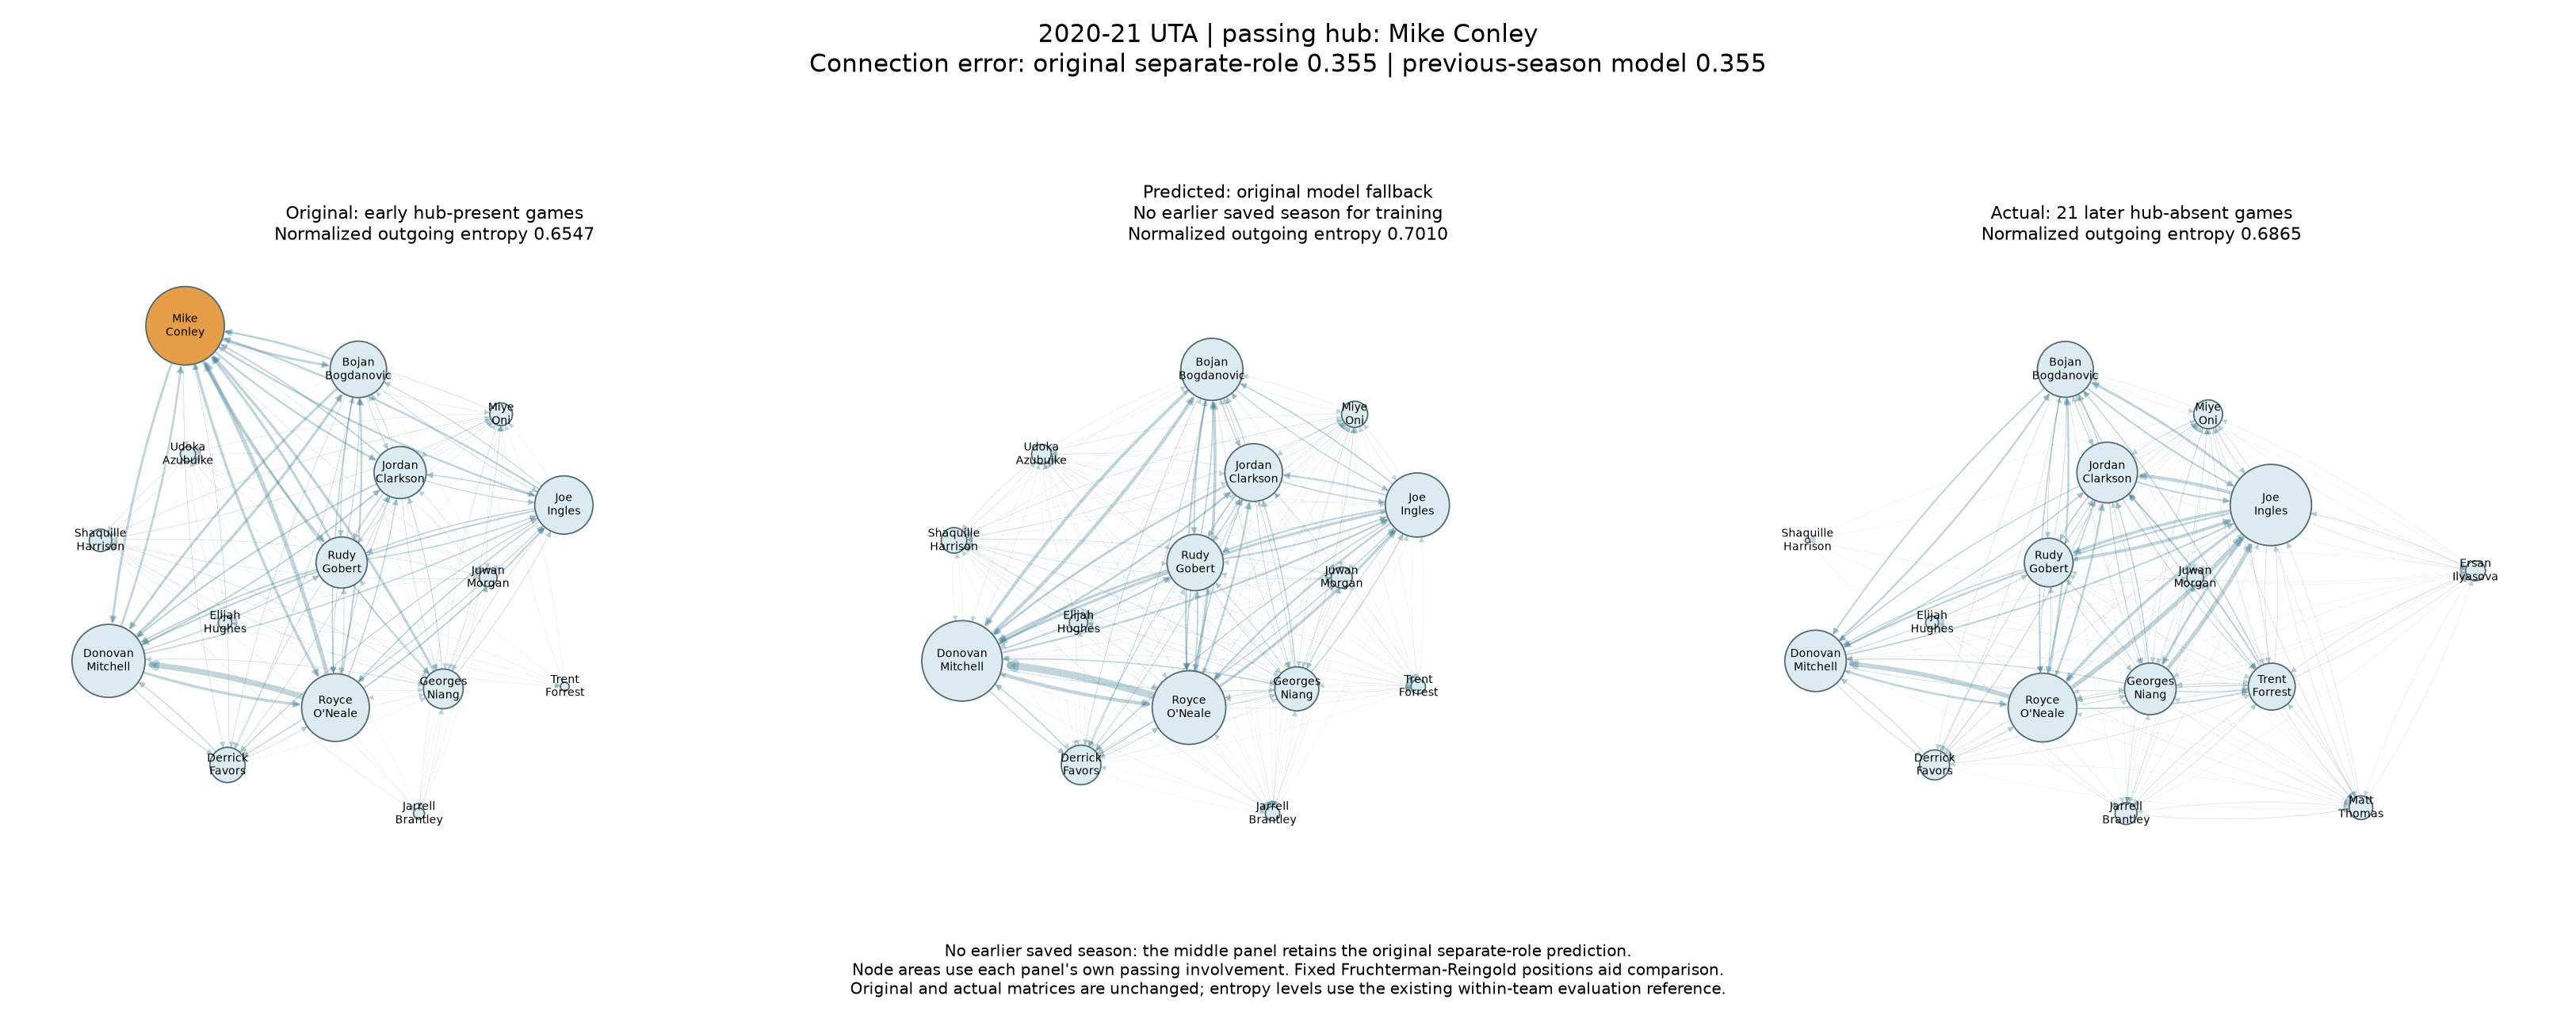 2020-21 UTA | passing hub: Mike Conley
Connection error: original separate-role 0.355 | previous-season model 0.355
Original: early hub-present games
Normalized outgoing entropy 0.6547
Mike
Conley
Bojan
Bogdanovic
Miye
Oni
Udoka
Azubuike
Jordan
Clarkson
Joe
Ingles
Shaquille
Harrison
Rudy
Gobert
Juwan
Morgan
Elijah
Hughes
Donovan
Mitchell
Georges
Niang
Trent
Forrest
Royce
O'Neale
Derrick
Favors
Jarrell
Brantley
Predicted: original model fallback
No earlier saved season for training
Normalized outgoing entropy 0.7010
Bojan
Bogdanovic
Miye
Oni
Udoka
Azubuike
Jordan
Clarkson
Joe
Ingles
Shaquille
Harrison
Rudy
Gobert
Juwan
Morgan
Elijah
Hughes
Donovan
Mitchell
Georges
Niang
Trent
Forrest
Royce
O'Neale
Derrick
Favors
Jarrell
Brantley
Actual: 21 later hub-absent games
Normalized outgoing entropy 0.6865
Bojan
Bogdanovic
Miye
Oni
Jordan
Clarkson
Joe
Ingles
Shaquille
Harrison
Rudy
Gobert
Juwan
Morgan
Ersan
Ilyasova
Elijah
Hughes
Donovan
Mitchell
Georges
Niang
Trent
Forrest
Royce
O'Neale
Derrick
Favors
Jarrell
Brantley
Matt
Thomas
No earlier saved season: the middle panel retains the original separate-role prediction.
Node areas use each panel's own passing involvement. Fixed Fruchterman-Reingold positions aid comparison.
Original and actual matrices are unchanged; entropy levels use the existing within-team evaluation reference.